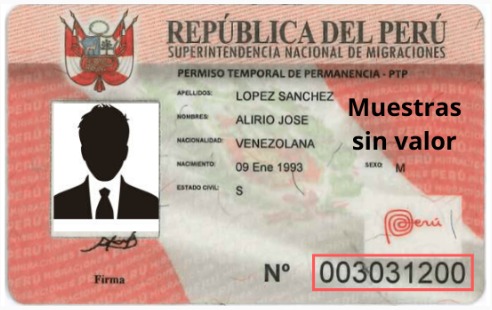 REPÚBLICA DEL PERÚ
SUPERINTENDENCIA NACIONAL DE MIGRACIONES
PERMISO TEMPORAL DE PERMANENCIA - PTP
APELLIDOS: LOPEZ SANCHEZ
NOMBRES: ALIRIO JOSE
NACIONALIDAD: VENEZOLANA
NACIMIENTO: 09 Ene 1993
SEXO: M
ESTADO CIVIL: S
Muestras
sin valor
Perú
Firma
Nº 003031200